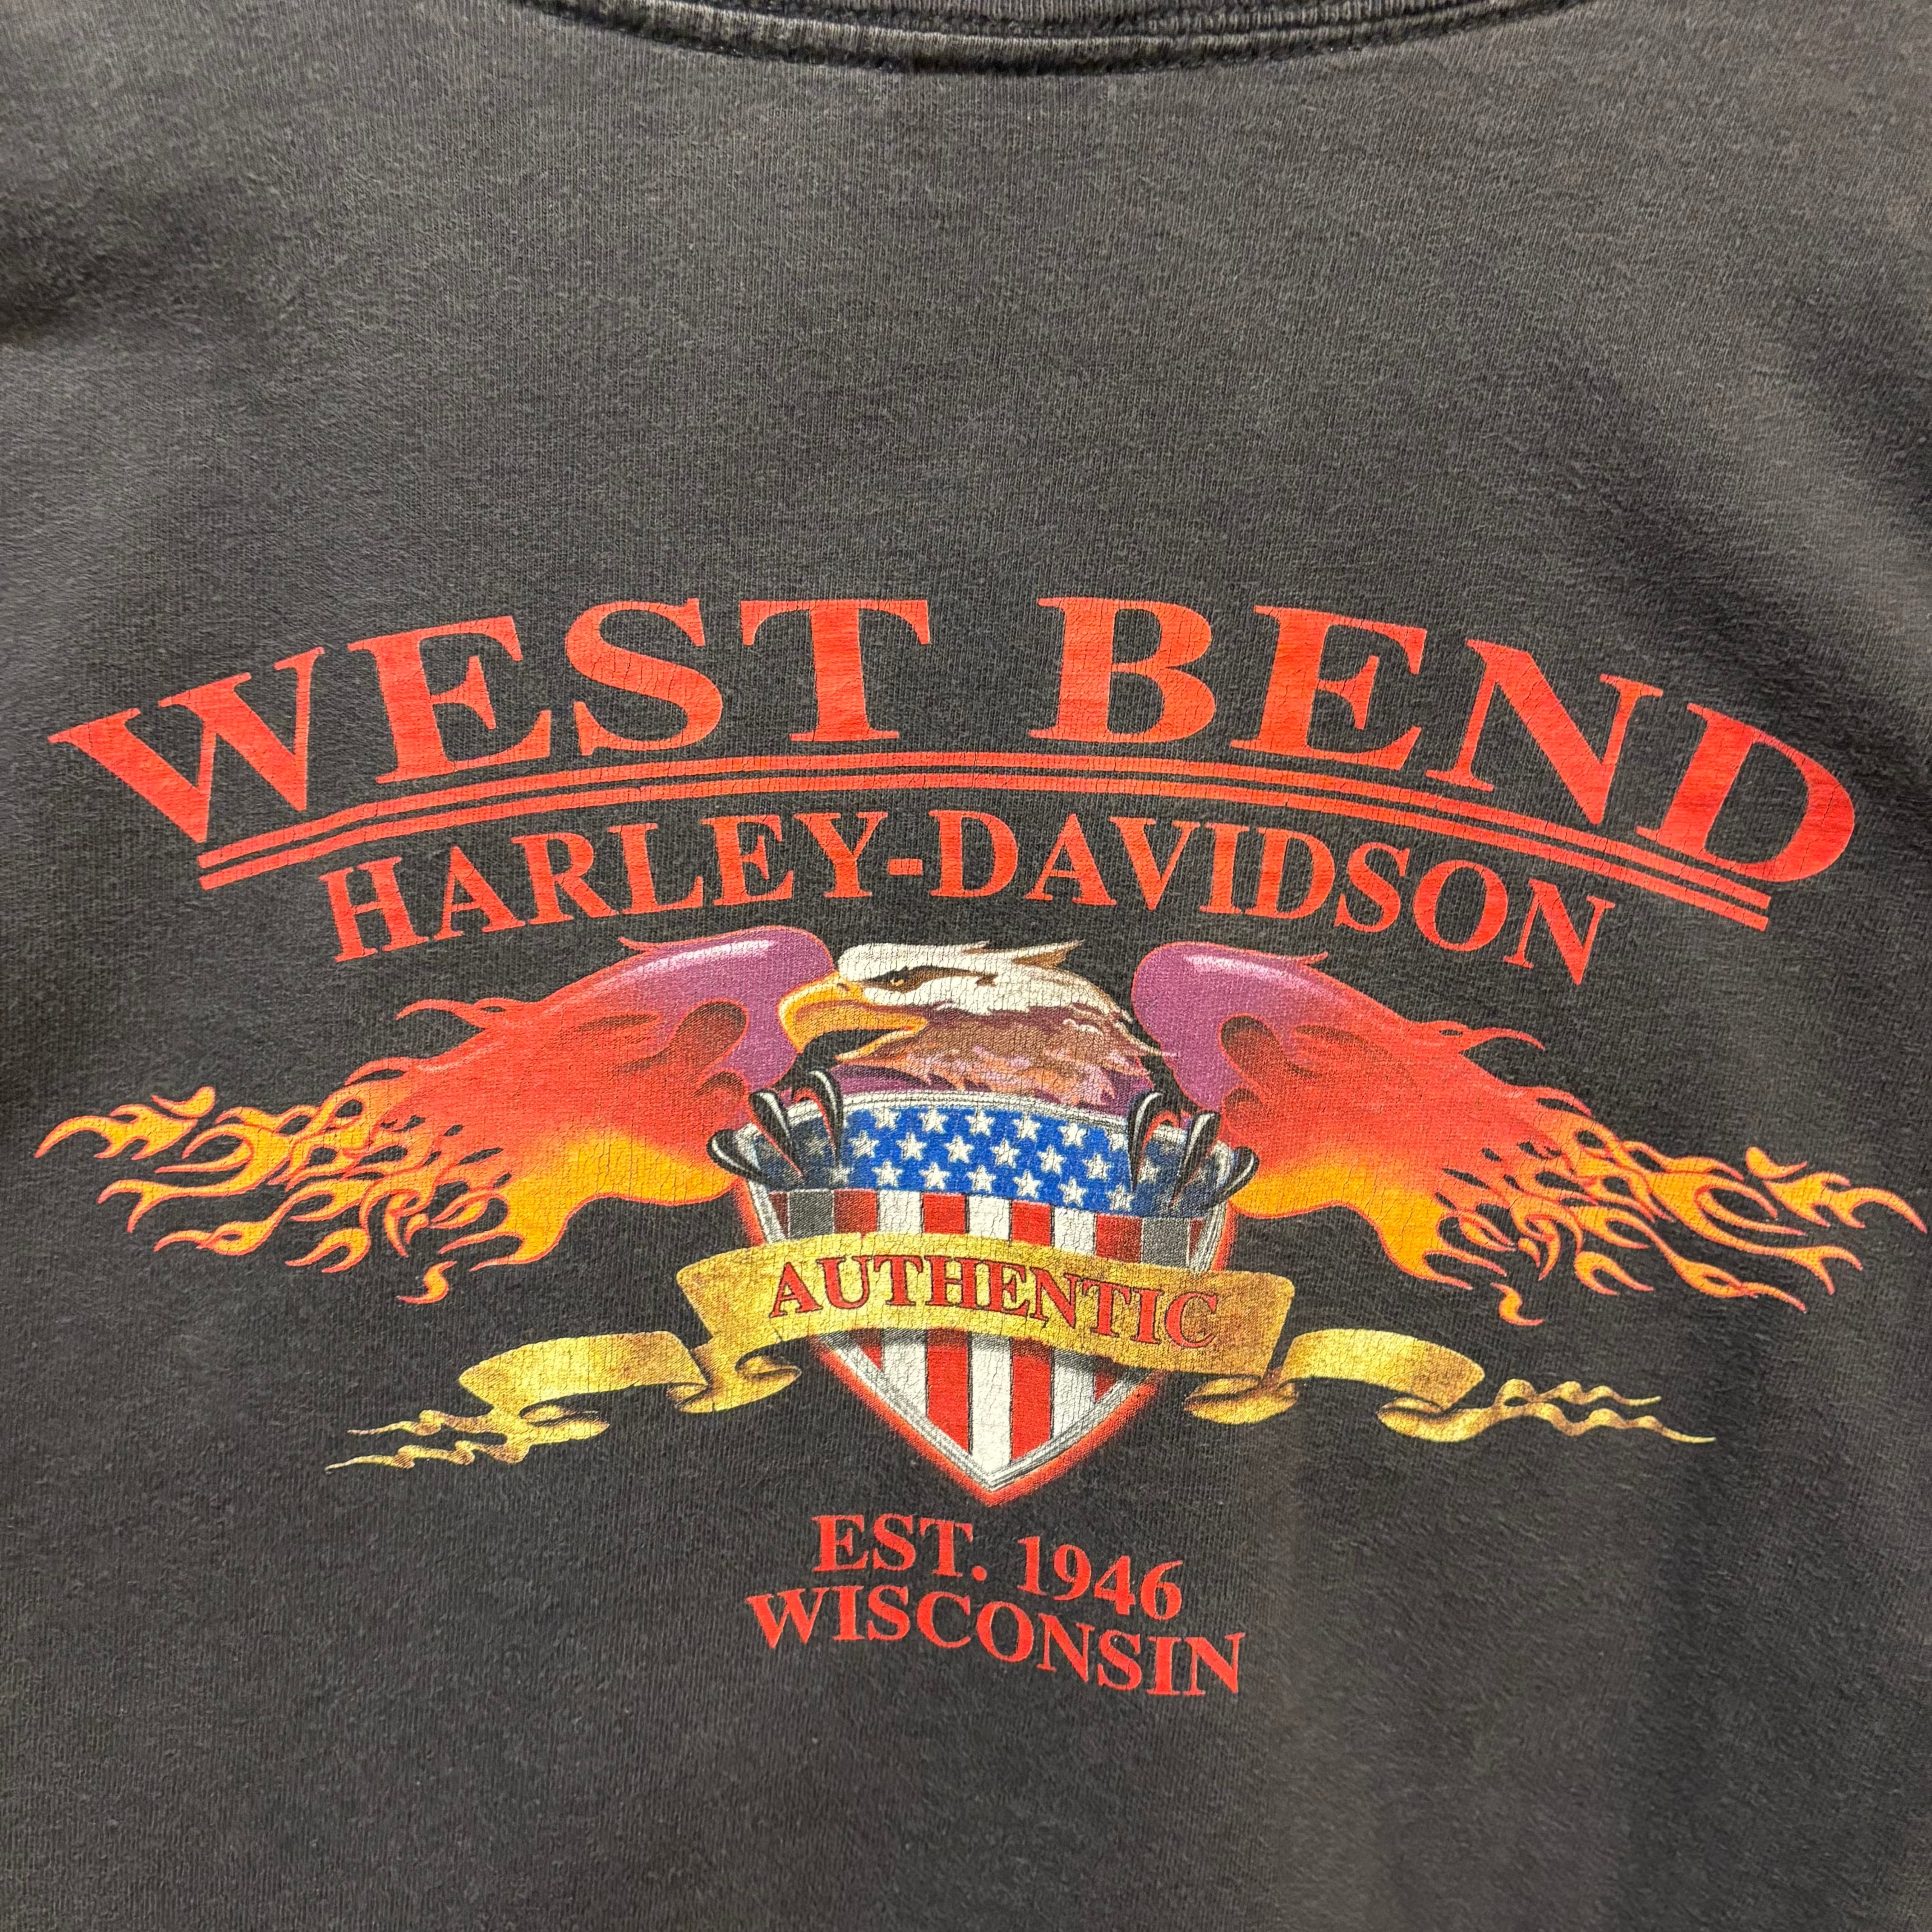 WEST BEND
HARLEY-DAVIDSON
AUTHENTIC
EST. 1946
WISCONSIN